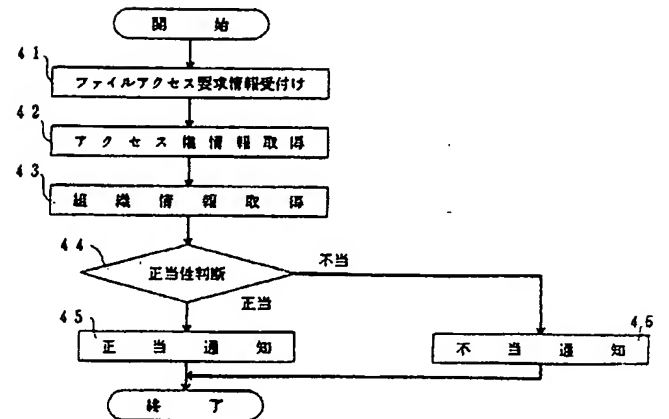 開始
41
ファイルアクセス要求情報受付け
42
アクセス権情報取得
43
組織情報取得
44
正当性判断
不当
正当
45
正当通知
46
不当通知
終了